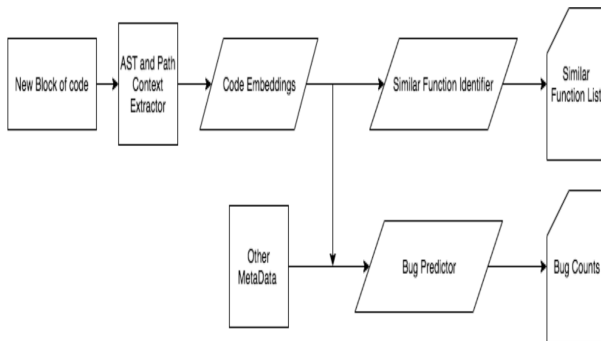 New Block of code
AST and Path
Context
Extractor
Code Embeddings
Similar Function Identifier
Similar
Function List
Other
MetaData
Bug Predictor
Bug Counts